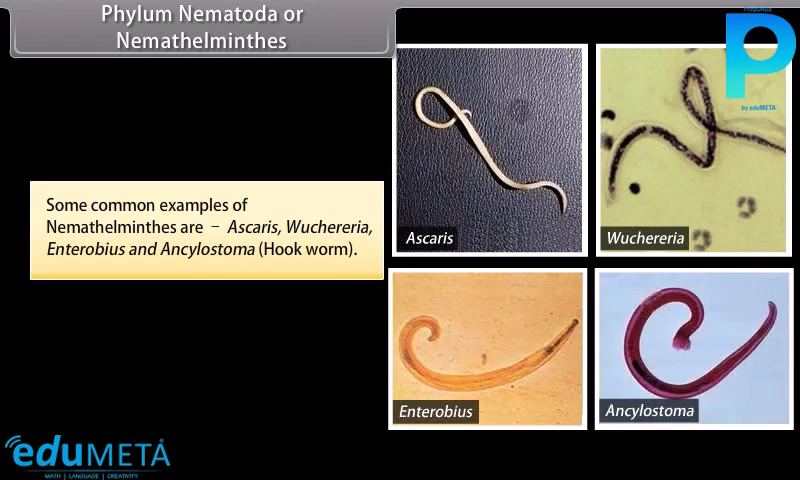 Phylum Nematoda or
Nemathelminthes
Preponds
P
by eduMETA
Some common examples of
Nemathelminthes are – Ascaris, Wuchereria,
Enterobius and Ancylostoma (Hook worm).
Ascaris
Wuchereria
Enterobius
Ancylostoma
eduMETA
MATH | LANGUAGE | CREATIVITY